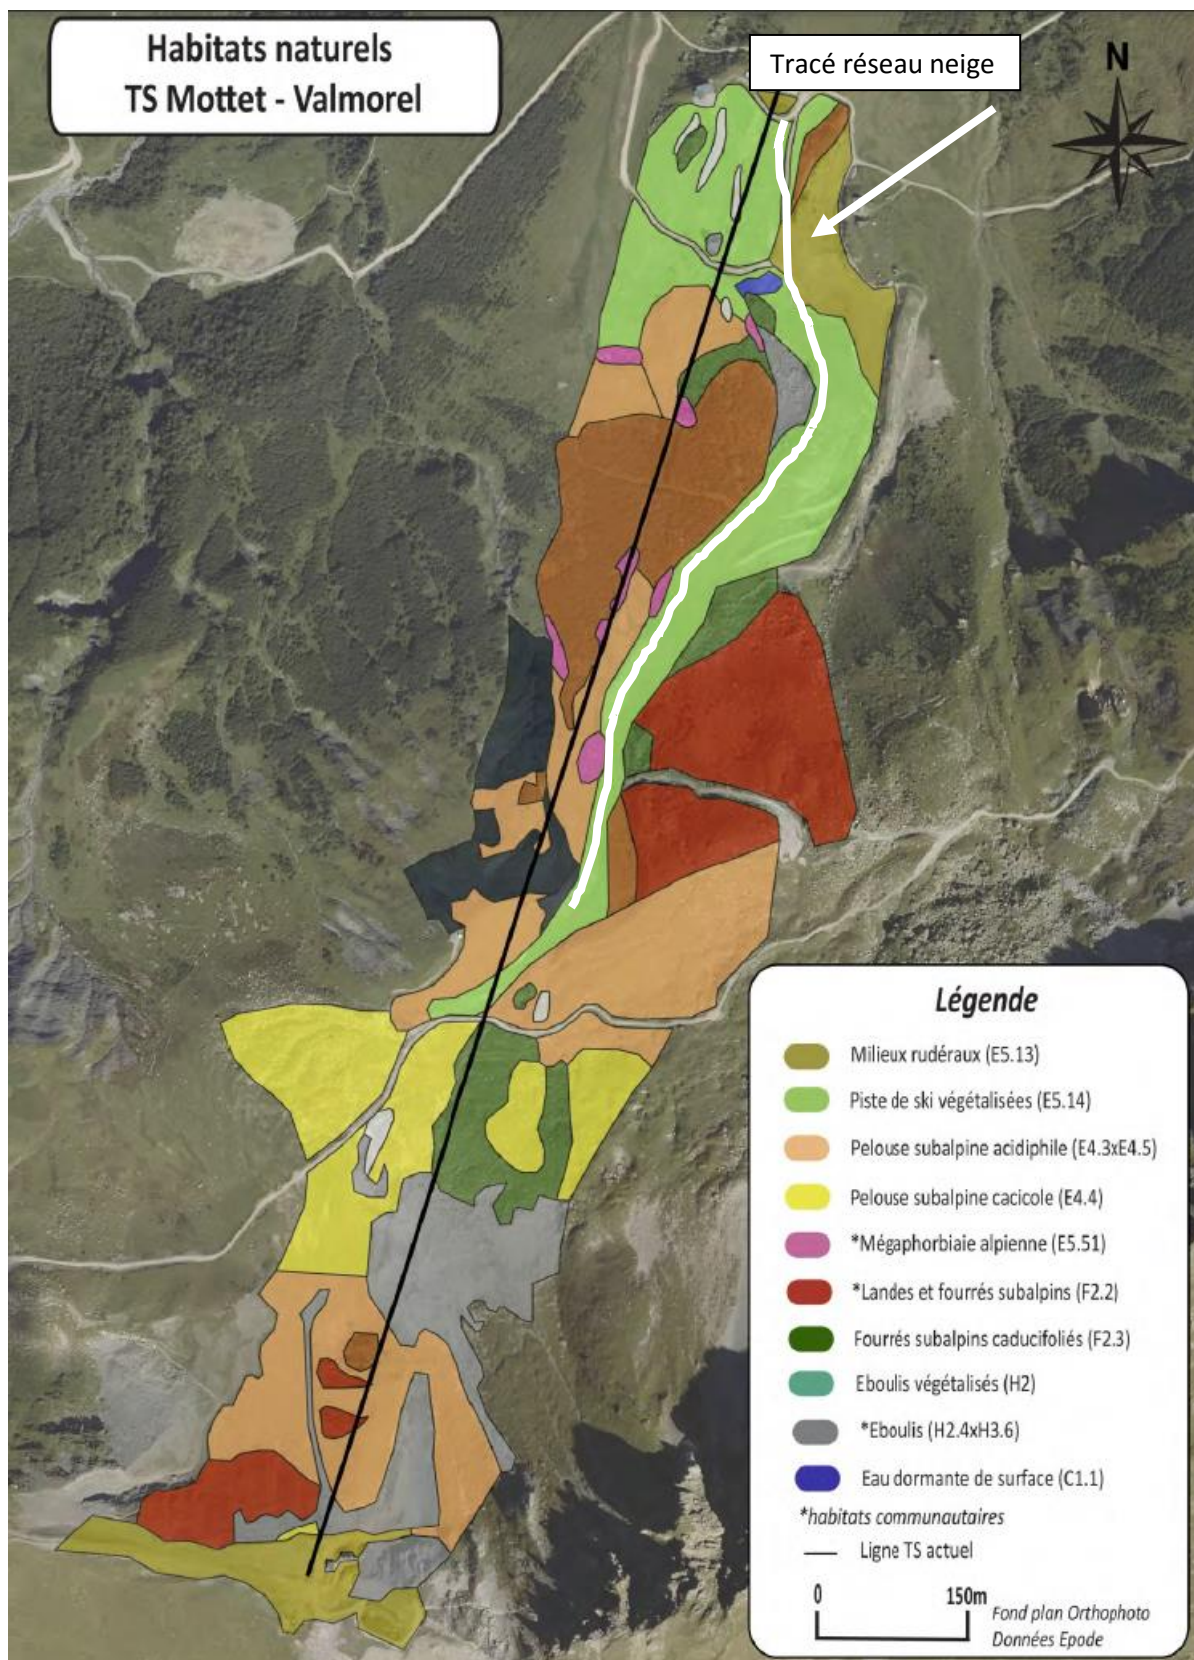 Habitats naturels
TS Mottet - Valmorel
Tracé réseau neige
N
Légende
Milieux rudéraux (E5.13)
Piste de ski végétalisées (E5.14)
Pelouse subalpine acidiphile (E4.3xE4.5)
Pelouse subalpine cacicole (E4.4)
*Mégaphorbiaie alpienne (E5.51)
*Landes et fourrés subalpins (F2.2)
Fourrés subalpins caducifoliés (F2.3)
Eboulis végétalisés (H2)
*Eboulis (H2.4xH3.6)
Eau dormante de surface (C1.1)
*habitats communautaires
Ligne TS actuel
0 150m
Fond plan Orthophoto
Données Epode